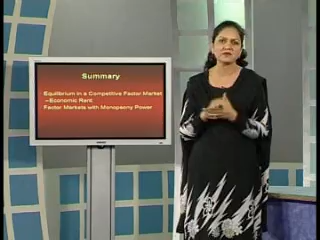 Summary
Equilibrium in a Competitive Factor Market
–Economic Rent
Factor Markets with Monopsony Power